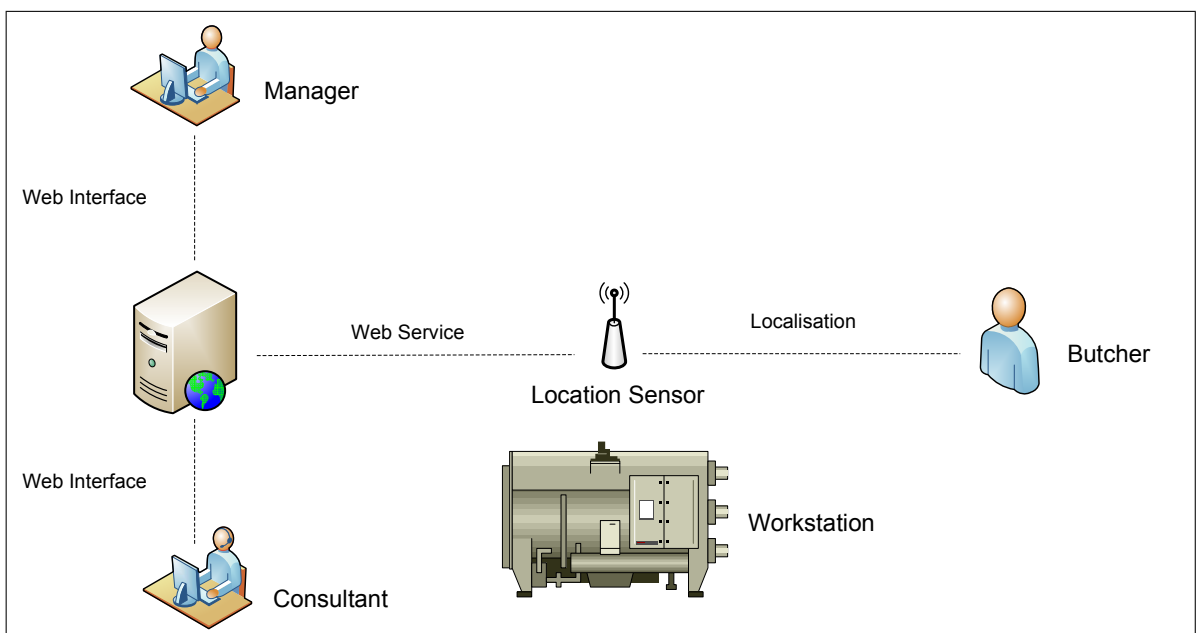 Manager
Web Interface
Web Service
Localisation
Butcher
Location Sensor
Web Interface
Workstation
Consultant